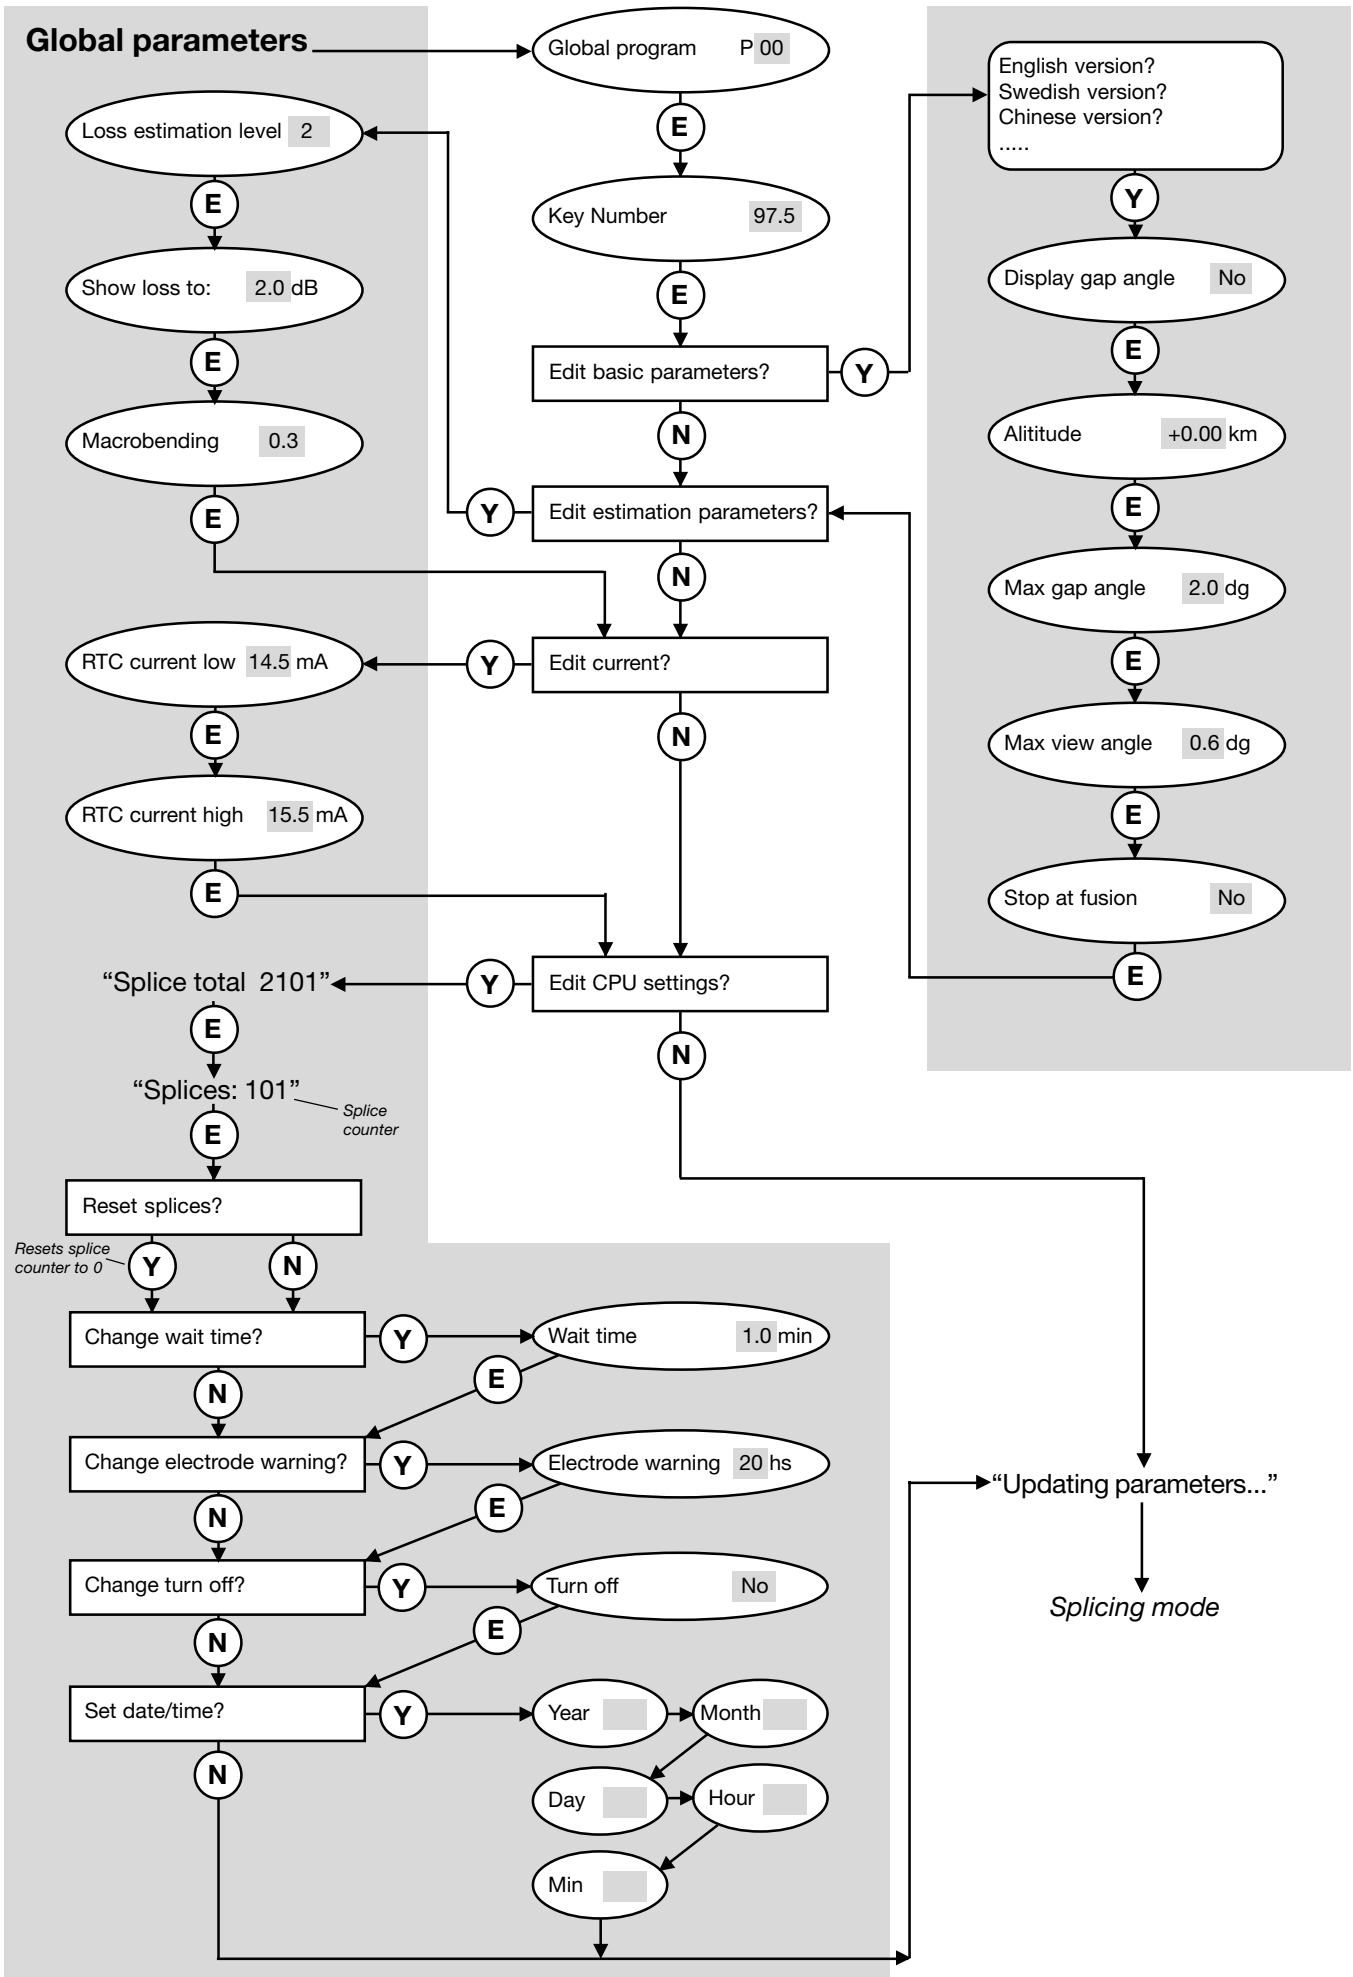 Global parameters
Global program P 00
E
Key Number 97.5
E
Edit basic parameters?
Y
N
Edit estimation parameters?
Y
N
Edit current?
Y
N
Edit CPU settings?
Y
N
English version?
Swedish version?
Chinese version?
.....
Y
Display gap angle No
E
Alititude +0.00 km
E
Max gap angle 2.0 dg
E
Max view angle 0.6 dg
E
Stop at fusion No
E
Loss estimation level 2
E
Show loss to: 2.0 dB
E
Macrobending 0.3
E
RTC current low 14.5 mA
E
RTC current high 15.5 mA
E
“Splice total 2101”
E
“Splices: 101”
Splice
counter
E
Reset splices?
Resets splice
counter to 0
Y
N
Change wait time?
Y
Wait time 1.0 min
E
N
Change electrode warning?
Y
Electrode warning 20 hs
E
N
Change turn off?
Y
Turn off No
E
N
Set date/time?
Y
Year
Month
N
Day
Hour
Min
“Updating parameters...”
Splicing mode